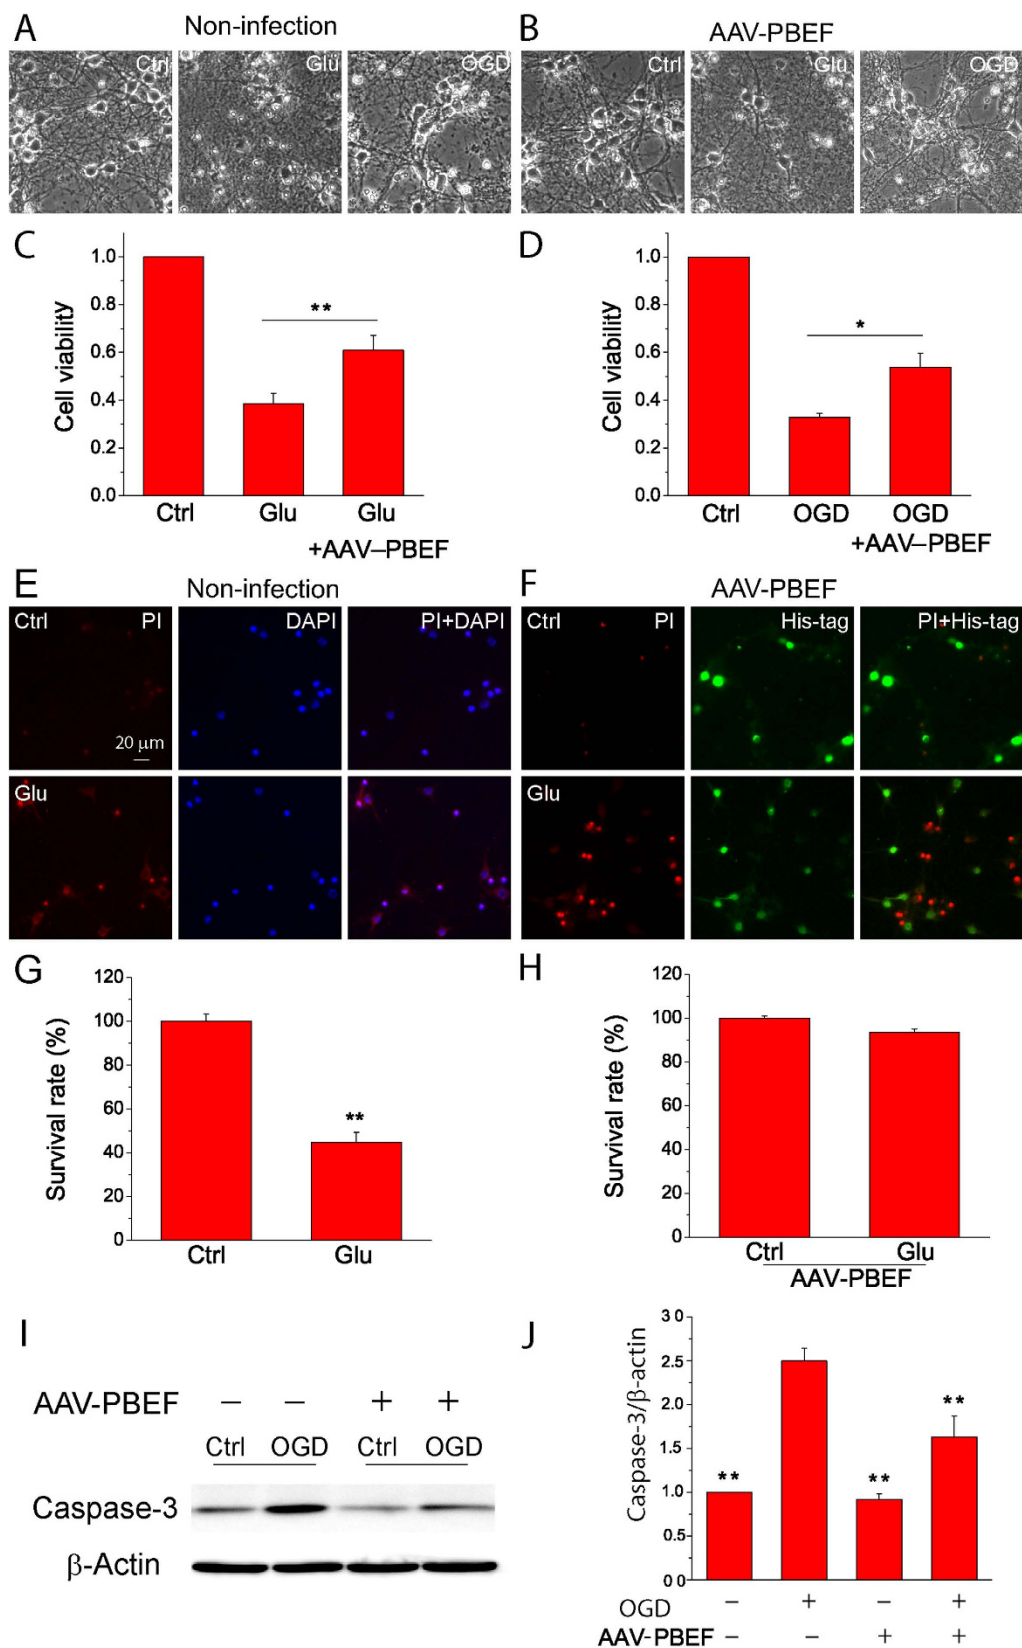 A Non-infection
Ctrl Glu OGD
B AAV-PBEF
Ctrl Glu OGD
C
Cell viability
1.0
0.8
0.6
0.4
0.2
0.0
**
Ctrl Glu Glu
+AAV–PBEF
D
Cell viability
1.0
0.8
0.6
0.4
0.2
0.0
*
Ctrl OGD OGD
+AAV–PBEF
E Non-infection
Ctrl PI DAPI PI+DAPI
20 μm
Glu
F AAV-PBEF
Ctrl PI His-tag PI+His-tag
Glu
G
Survival rate (%)
120
100
80
60
40
20
0
**
Ctrl Glu
H
Survival rate (%)
120
100
80
60
40
20
0
Ctrl Glu
AAV-PBEF
I
AAV-PBEF − − + +
Ctrl OGD Ctrl OGD
Caspase-3
β-Actin
J
Caspase-3/β-actin
3 0
2.5
1.5
1.0
0.5
0 0
** ** **
OGD − + − +
AAV-PBEF − − + +